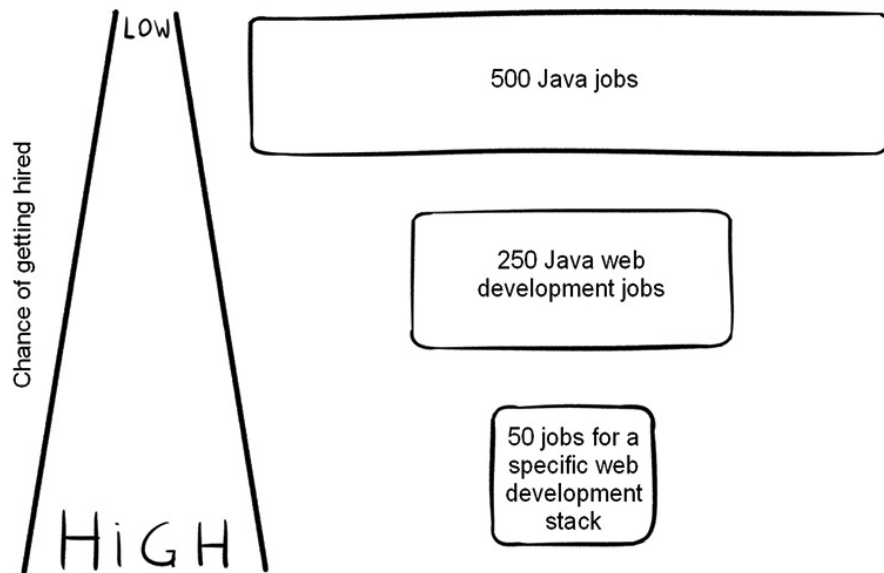 LOW
500 Java jobs
Chance of getting hired
250 Java web
development jobs
50 jobs for a
specific web
development
stack
HiGH